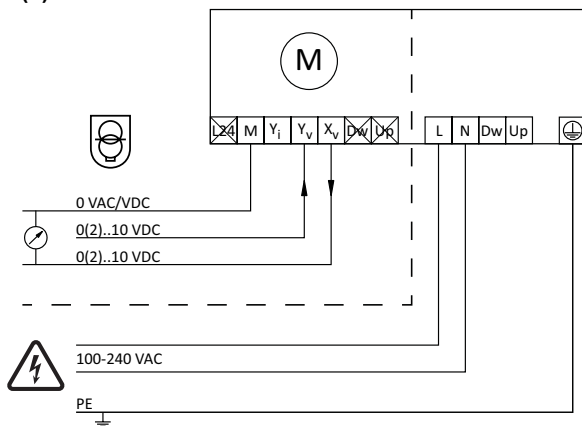 M
L24 M Yi Yv Xv Dw Up L N Dw Up
0 VAC/VDC
0(2)..10 VDC
0(2)..10 VDC
100-240 VAC
PE